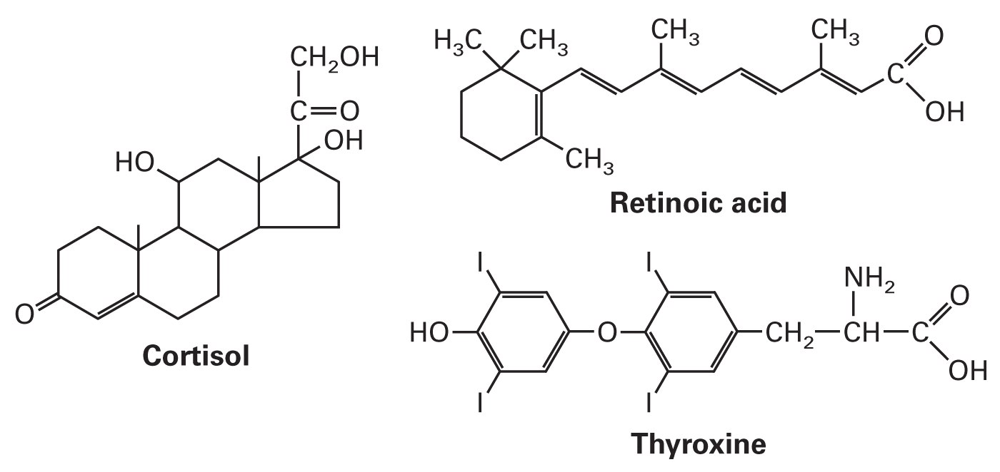 CH₂OH
C=O
OH
HO
O
Cortisol
H₃C CH₃ CH₃ CH₃ O
C
OH
CH₃
Retinoic acid
I I
NH₂
O
HO O CH₂ CH C
OH
I I
Thyroxine